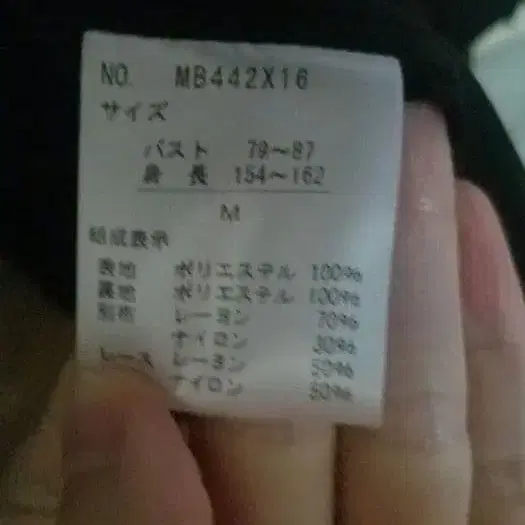 NO. MB442X16
サイズ
バスト 79～87
身長 154～162
M
組成表示
表地 ポリエステル 100%
裏地 ポリエステル 100%
別布 レーヨン 70%
ナイロン 30%
レース レーヨン 50%
ナイロン 50%